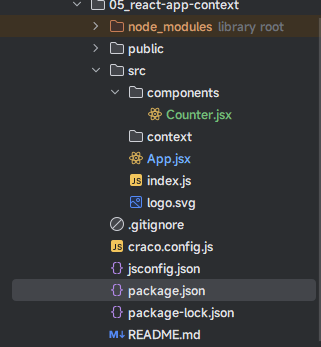 05_react-app-context
node_modules library root
public
src
components
Counter.jsx
context
App.jsx
JS index.js
logo.svg
.gitignore
JS craco.config.js
{} jsconfig.json
{} package.json
{} package-lock.json
M↓ README.md